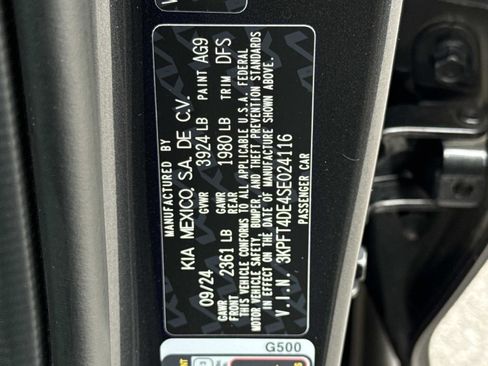 MANUFACTURED BY
KIA MEXICO, S.A. DE C.V.
09/24 GVWR 3924 LB PAINT AG9
GAWR FRONT 2361 LB GAWR REAR 1980 LB TRIM DFS
THIS VEHICLE CONFORMS TO ALL APPLICABLE U.S.A. FEDERAL
MOTOR VEHICLE SAFETY, BUMPER, AND THEFT PREVENTION STANDARDS
IN EFFECT ON THE DATE OF MANUFACTURE SHOWN ABOVE.
V.I.N. 3KPFT4DE4SE024116
PASSENGER CAR
G500